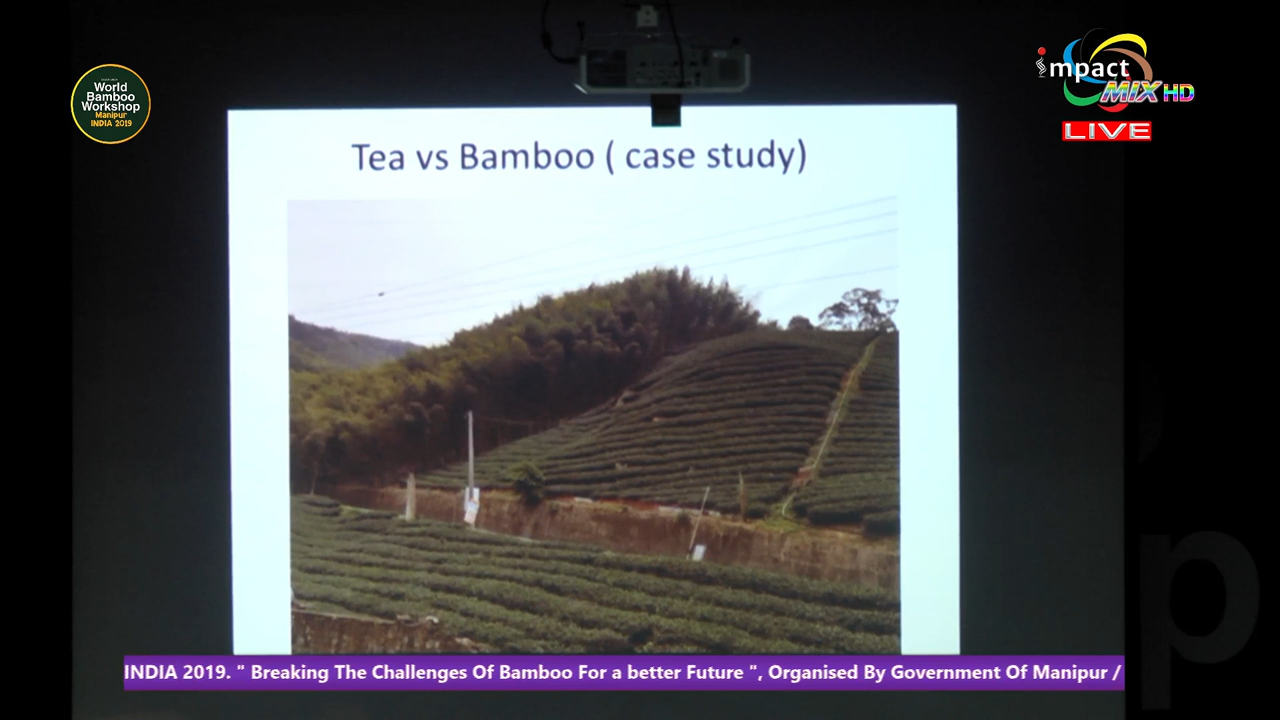 World
Bamboo
Workshop
Manipur
INDIA 2019
impact
MIX HD
LIVE
Tea vs Bamboo ( case study)
INDIA 2019. " Breaking The Challenges Of Bamboo For a better Future ", Organised By Government Of Manipur /
p